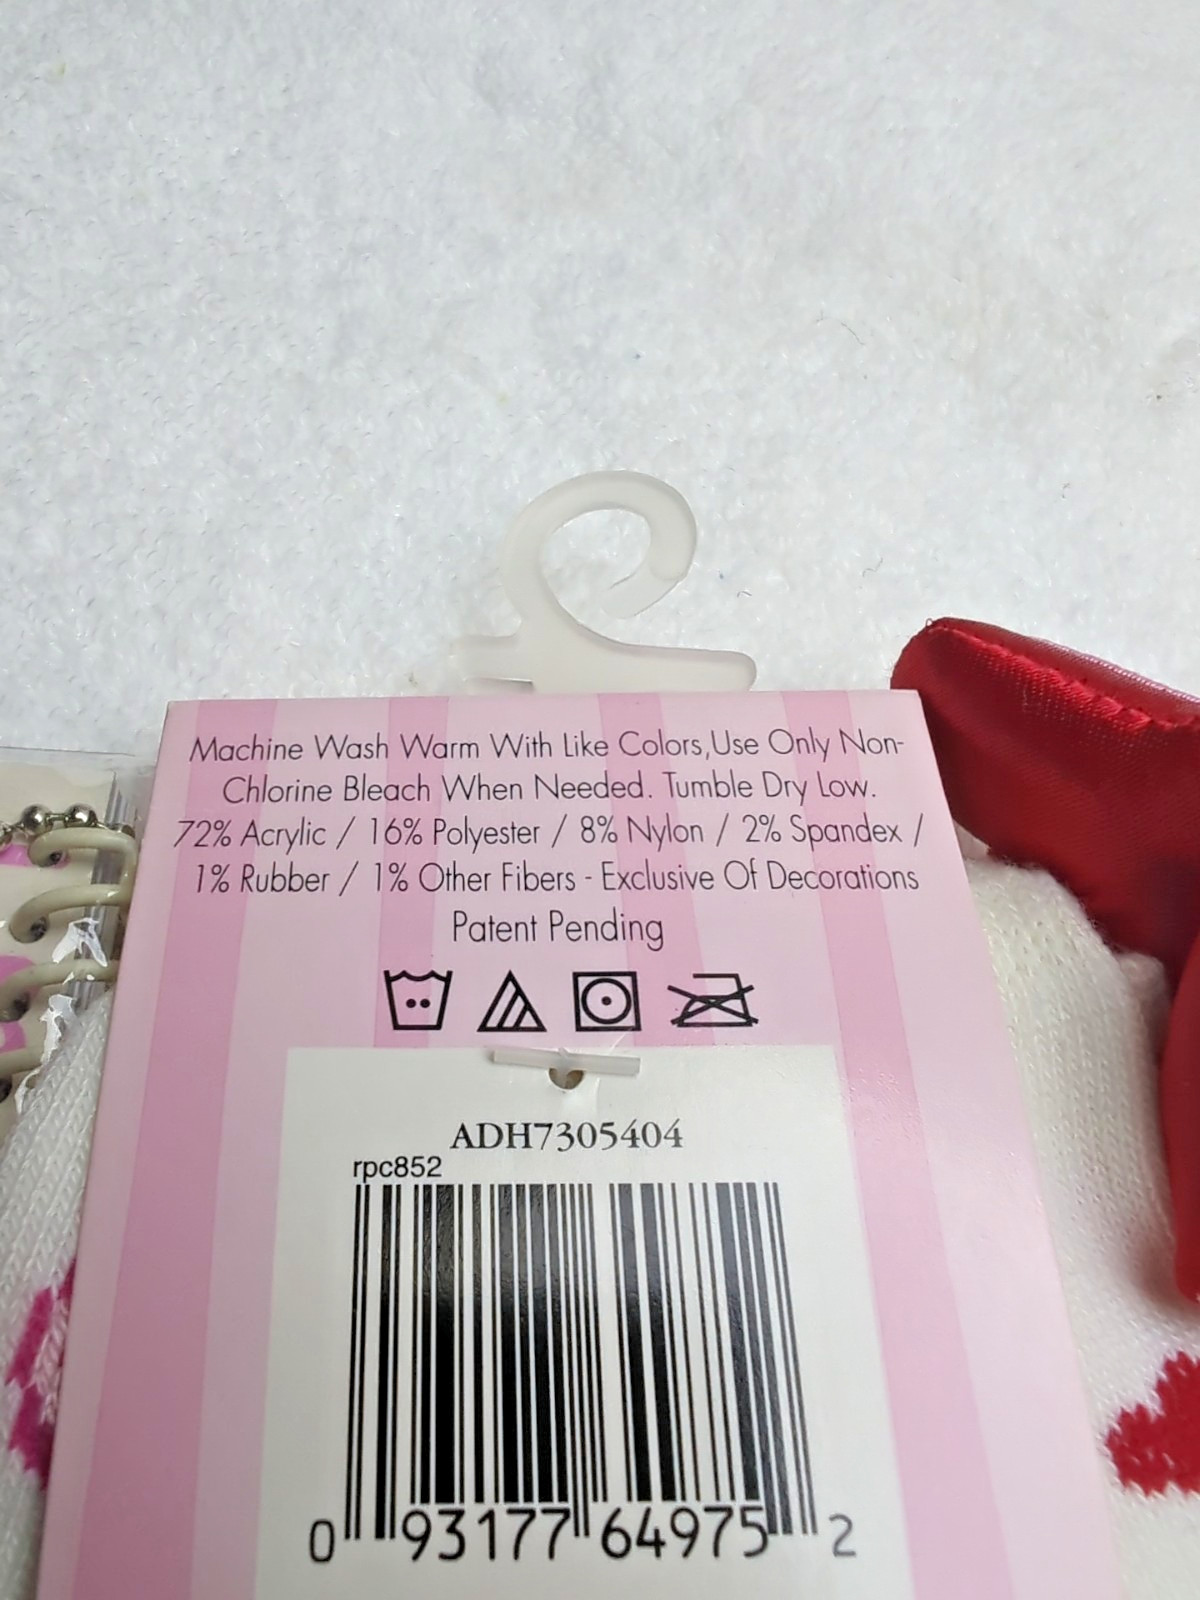 Machine Wash Warm With Like Colors,Use Only Non-
Chlorine Bleach When Needed. Tumble Dry Low.
72% Acrylic / 16% Polyester / 8% Nylon / 2% Spandex /
1% Rubber / 1% Other Fibers - Exclusive Of Decorations
Patent Pending
ADH7305404
rpc852
0 93177 64975 2